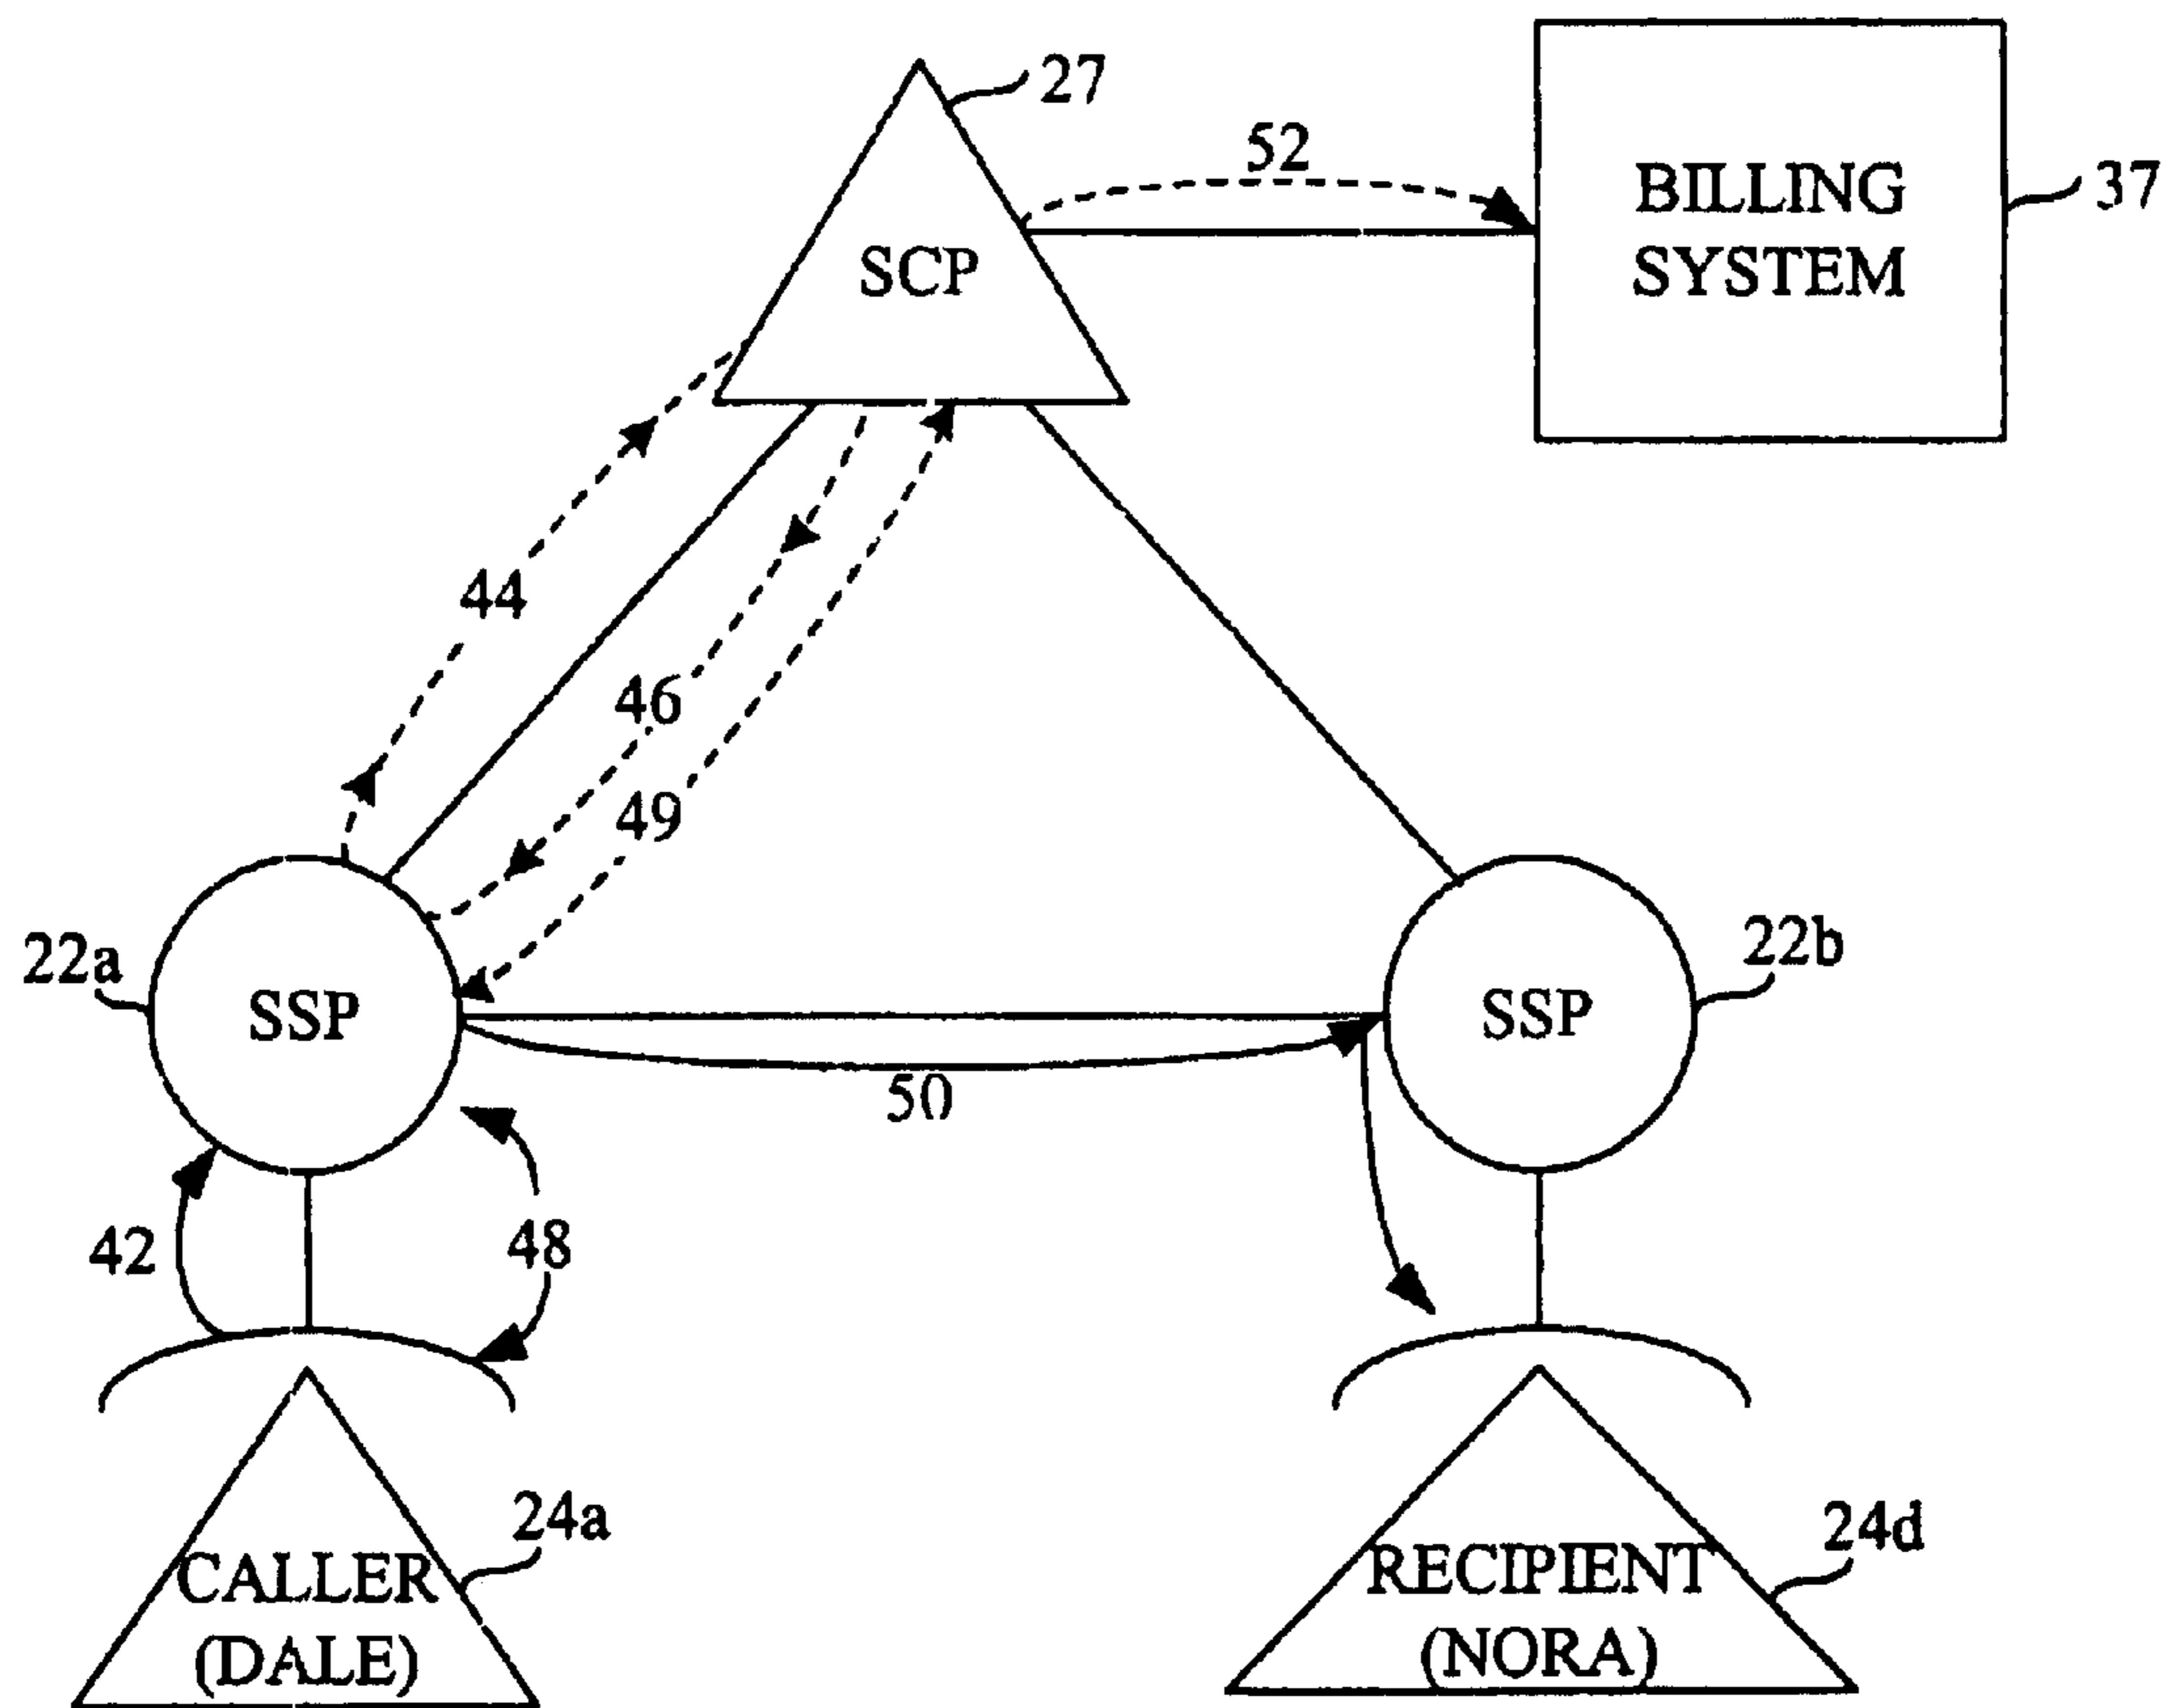 27
52
BILLING
SYSTEM
37
SCP
44
46
49
22a
SSP
SSP
22b
50
42
48
24a
CALLER
(DALE)
24d
RECIPIENT
(NORA)